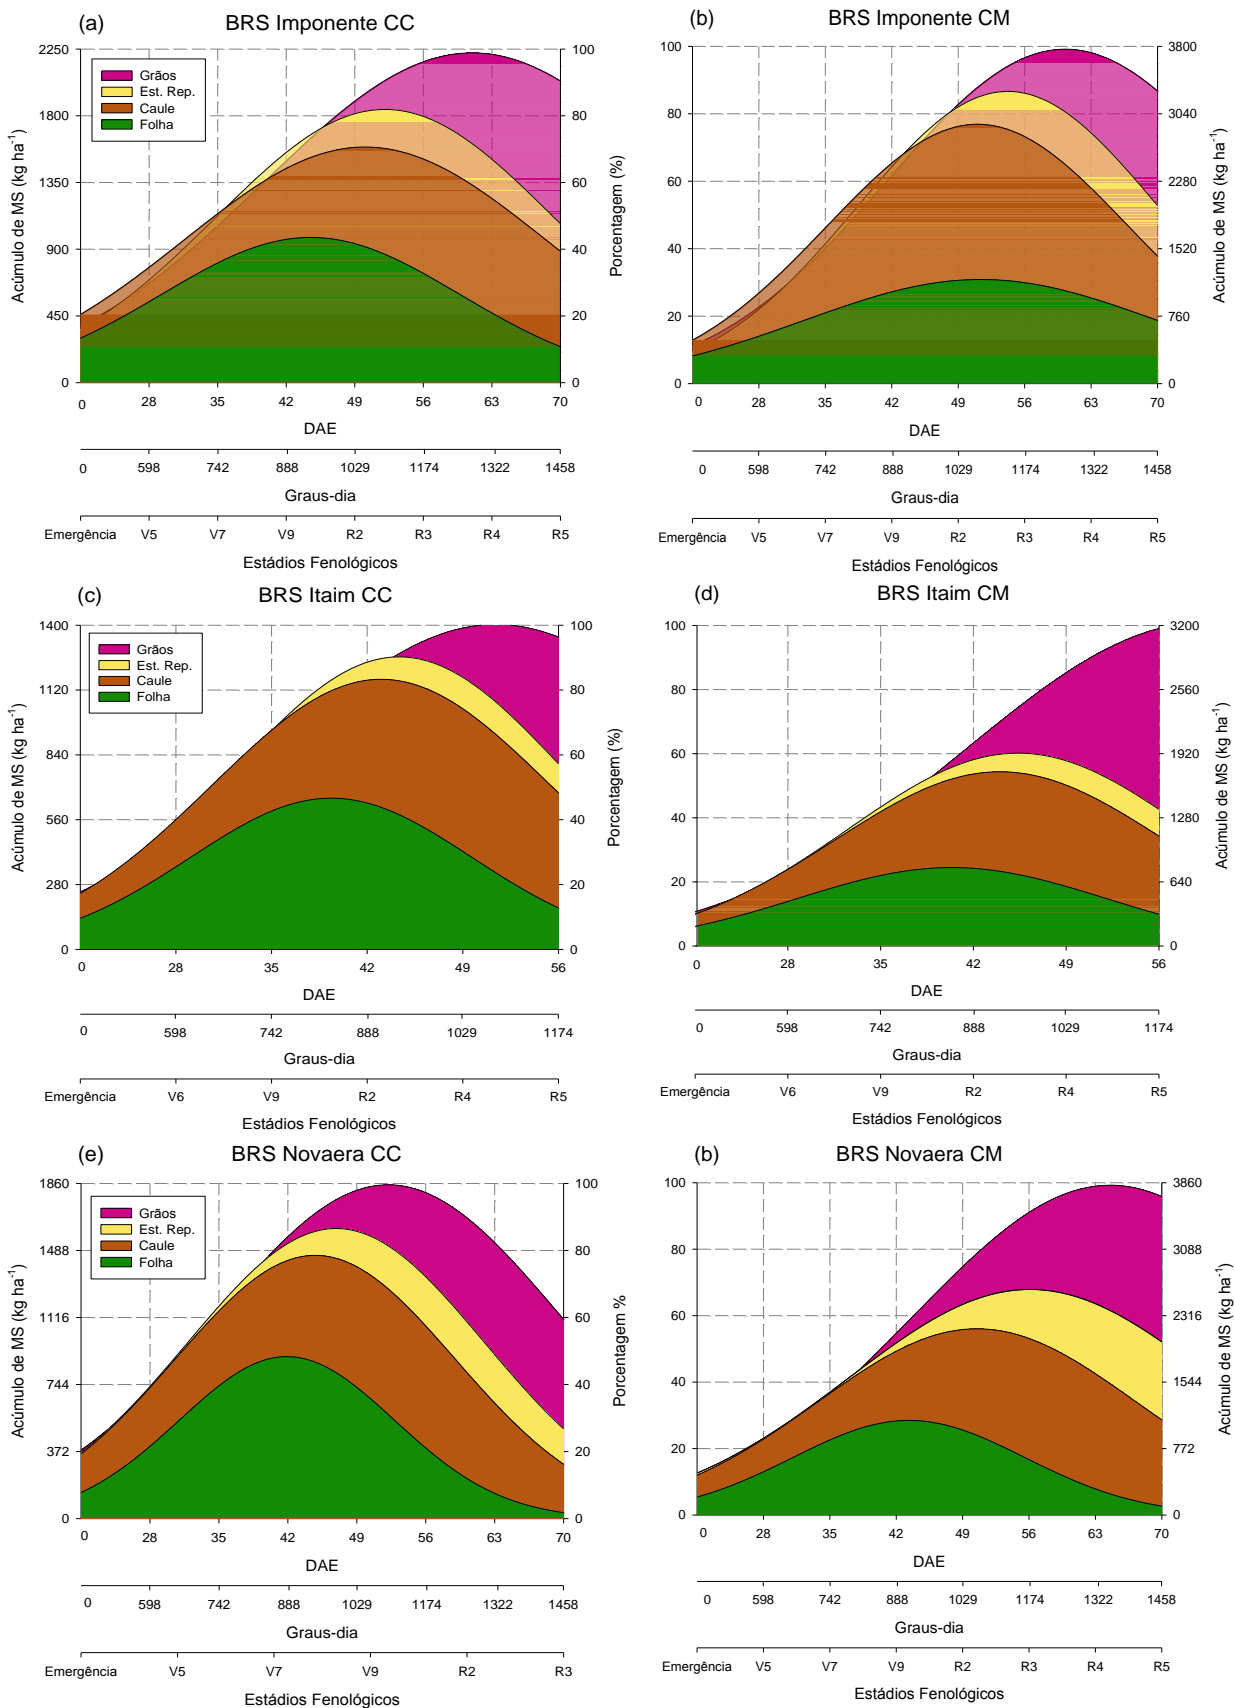 (a)
BRS Imponente CC
2250
1800
1350
900
450
0
Acúmulo de MS (kg ha⁻¹)
Grãos
Est. Rep.
Caule
Folha
100
80
60
40
20
0
Porcentagem (%)
0 28 35 42 49 56 63 70
DAE
0 598 742 888 1029 1174 1322 1458
Graus-dia
Emergência V5 V7 V9 R2 R3 R4 R5
Estádios Fenológicos
(b)
BRS Imponente CM
100
80
60
40
20
0
3800
3040
2280
1520
760
0
Acúmulo de MS (kg ha⁻¹)
0 28 35 42 49 56 63 70
DAE
0 598 742 888 1029 1174 1322 1458
Graus-dia
Emergência V5 V7 V9 R2 R3 R4 R5
Estádios Fenológicos
(c)
BRS Itaim CC
1400
1120
840
560
280
0
Acúmulo de MS (kg ha⁻¹)
Grãos
Est. Rep.
Caule
Folha
100
80
60
40
20
0
Porcentagem (%)
0 28 35 42 49 56
DAE
0 598 742 888 1029 1174
Graus-dia
Emergência V6 V9 R2 R4 R5
Estádios Fenológicos
(d)
BRS Itaim CM
100
80
60
40
20
0
3200
2560
1920
1280
640
0
Acúmulo de MS (kg ha⁻¹)
0 28 35 42 49 56
DAE
0 598 742 888 1029 1174
Graus-dia
Emergência V6 V9 R2 R4 R5
Estádios Fenológicos
(e)
BRS Novaera CC
1860
1488
1116
744
372
0
Acúmulo de MS (kg ha⁻¹)
Grãos
Est. Rep.
Caule
Folha
100
80
60
40
20
0
Porcentagem %
0 28 35 42 49 56 63 70
DAE
0 598 742 888 1029 1174 1322 1458
Graus-dia
Emergência V5 V7 V9 R2 R3
Estádios Fenológicos
(b)
BRS Novaera CM
100
80
60
40
20
0
3860
3088
2316
1544
772
0
Acúmulo de MS (kg ha⁻¹)
0 28 35 42 49 56 63 70
DAE
0 598 742 888 1029 1174 1322 1458
Graus-dia
Emergência V5 V7 V9 R2 R3 R4 R5
Estádios Fenológicos